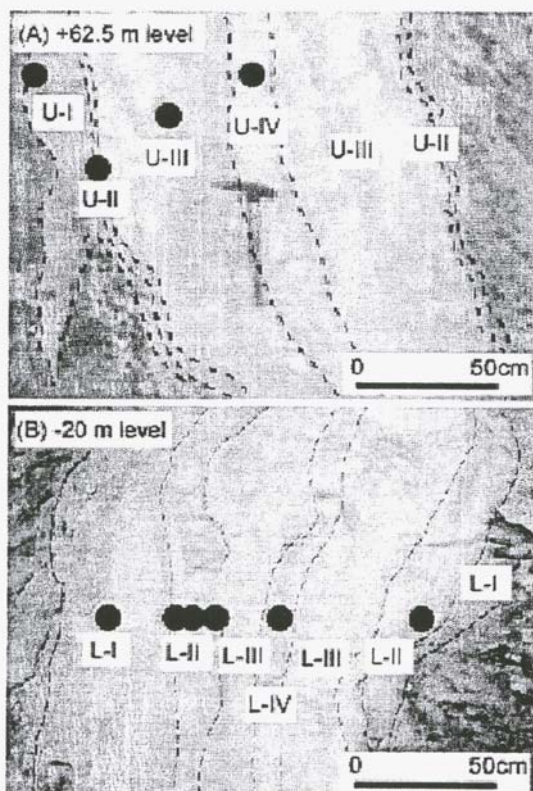 (A) +62.5 m level
U-I
U-IV
U-III
U-III
U-II
U-II
0
50cm
(B) -20 m level
L-I
L-I
L-II
L-III
L-III
L-II
L-IV
0
50cm